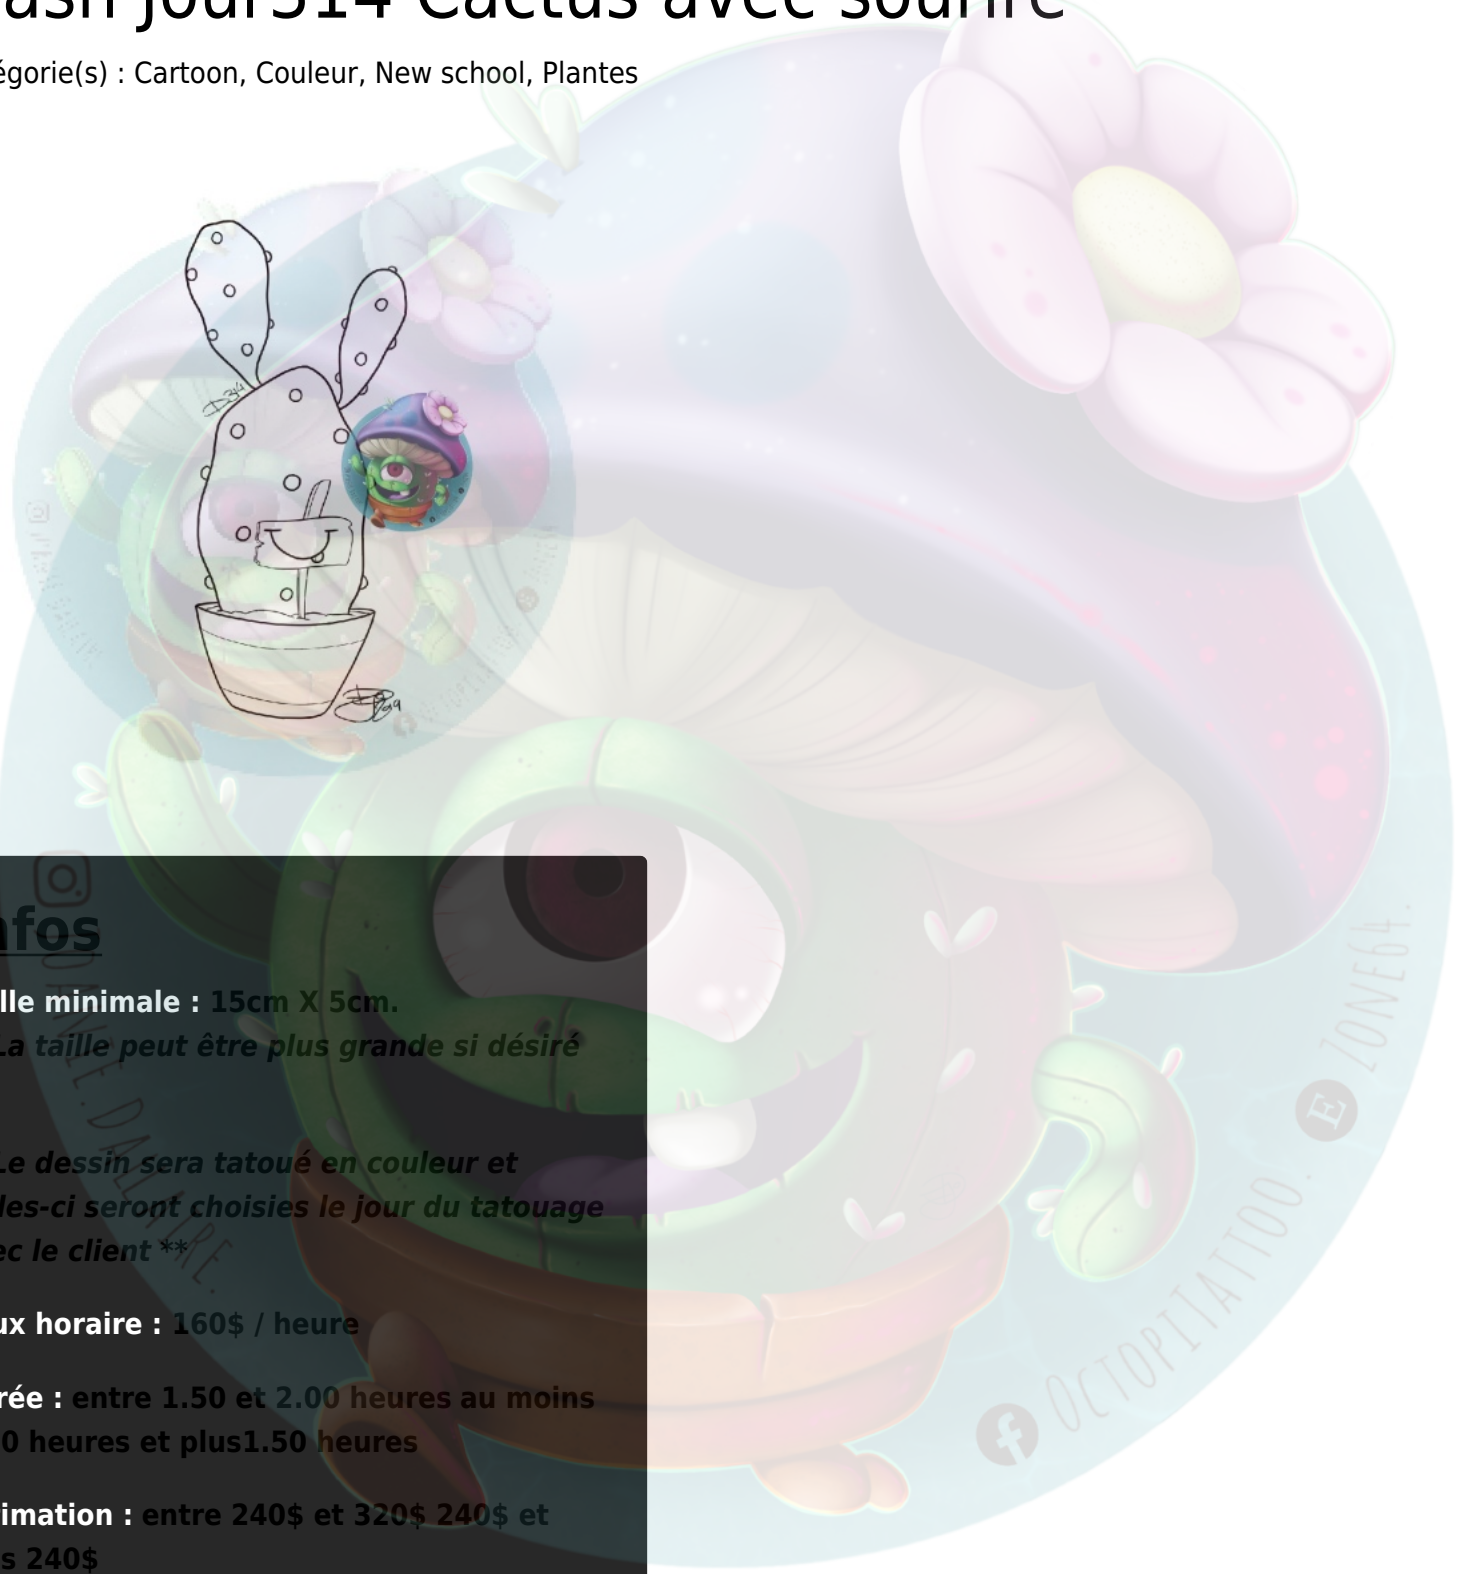 ash Jour314 Cactus avec sourire
égorie(s) : Cartoon, Couleur, New school, Plantes
nfos
lle minimale : 15cm X 5cm.
La taille peut être plus grande si désiré
Le dessin sera tatoué en couleur et
les-ci seront choisies le jour du tatouage
ec le client **
ux horaire : 160$ / heure
rée : entre 1.50 et 2.00 heures au moins
0 heures et plus1.50 heures
imation : entre 240$ et 320$ 240$ et
s 240$
JOANIE.DALLAIRE.
OCTOPITATTOO.
ZONE64.